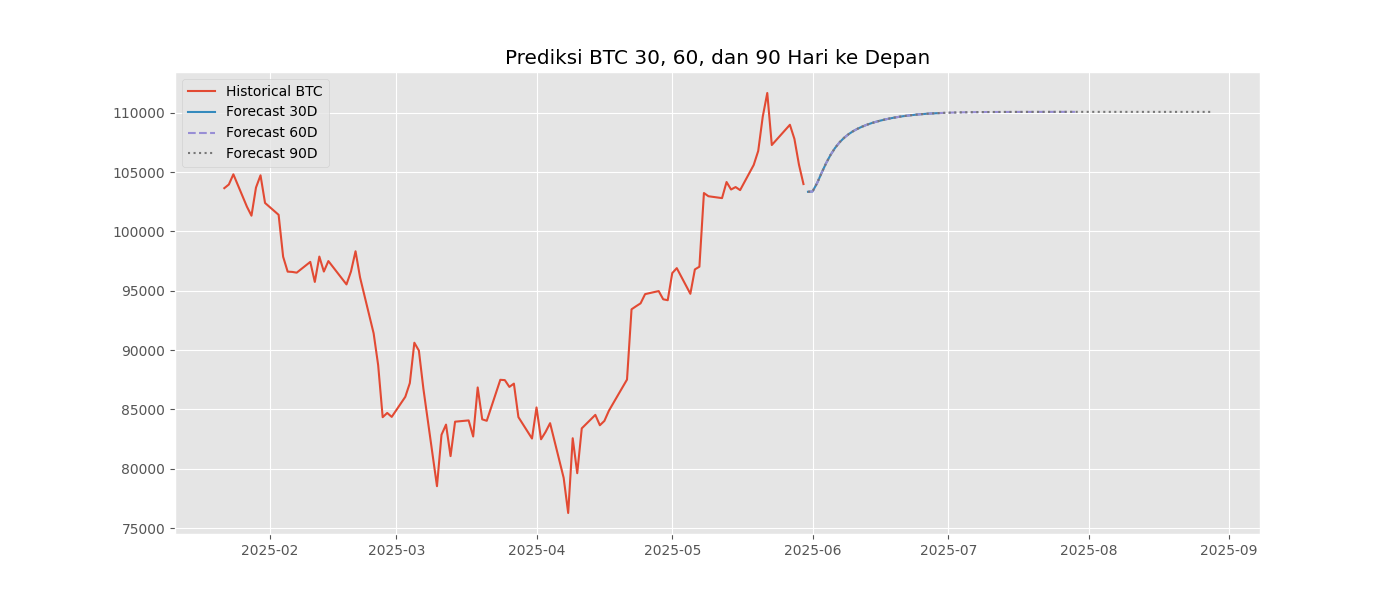 Prediksi BTC 30, 60, dan 90 Hari ke Depan
Historical BTC
Forecast 30D
Forecast 60D
Forecast 90D
110000
105000
100000
95000
90000
85000
80000
75000
2025-02 2025-03 2025-04 2025-05 2025-06 2025-07 2025-08 2025-09